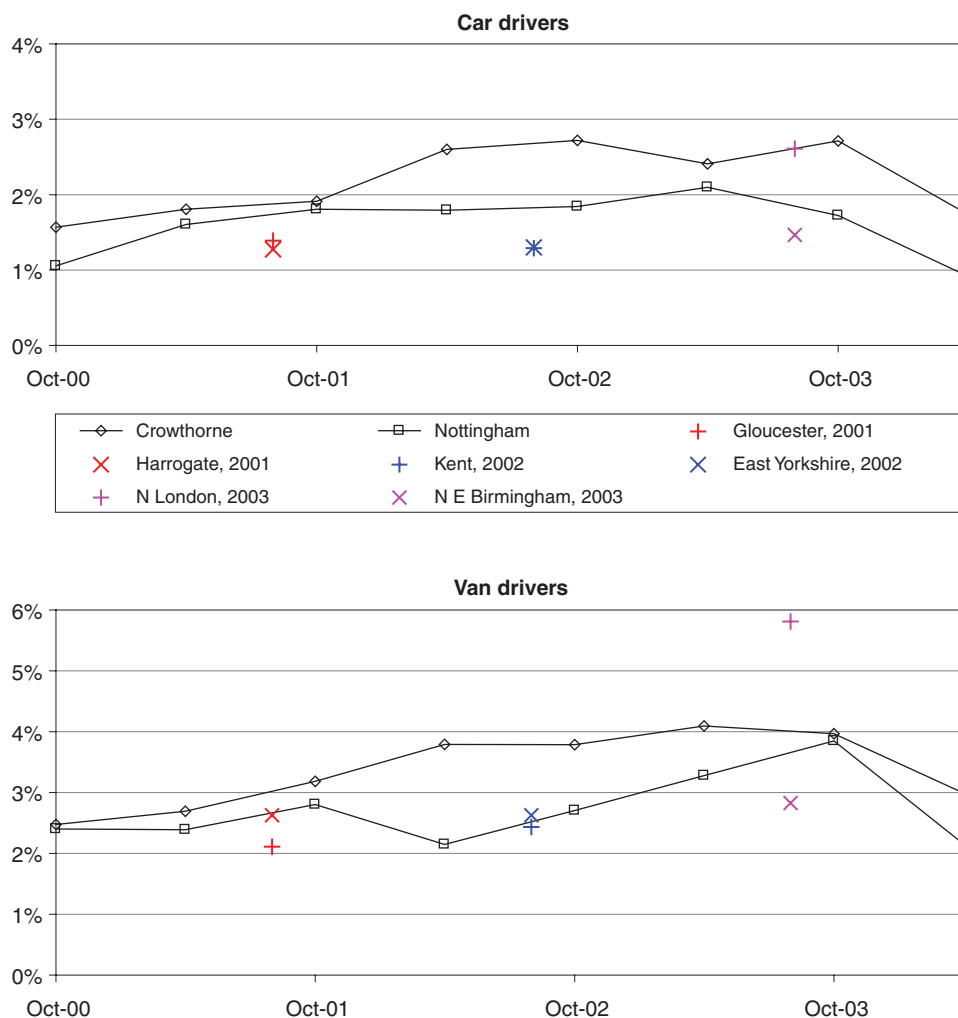 Car drivers
4%
3%
2%
1%
0%
Oct-00 Oct-01 Oct-02 Oct-03
Crowthorne Nottingham Gloucester, 2001
Harrogate, 2001 Kent, 2002 East Yorkshire, 2002
N London, 2003 N E Birmingham, 2003
Van drivers
6%
5%
4%
3%
2%
1%
0%
Oct-00 Oct-01 Oct-02 Oct-03